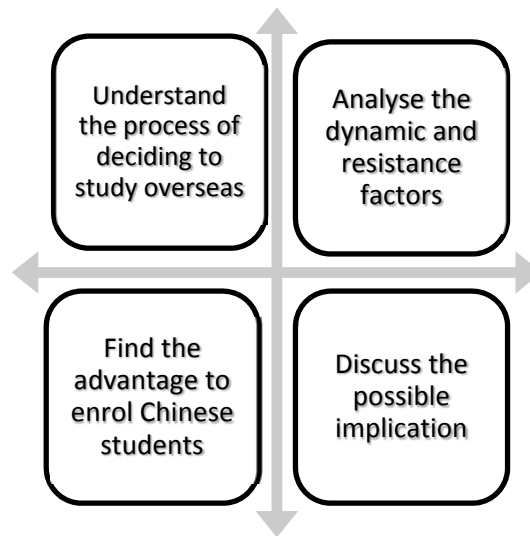 Understand
the process of
deciding to
study overseas
Analyse the
dynamic and
resistance
factors
Find the
advantage to
enrol Chinese
students
Discuss the
possible
implication